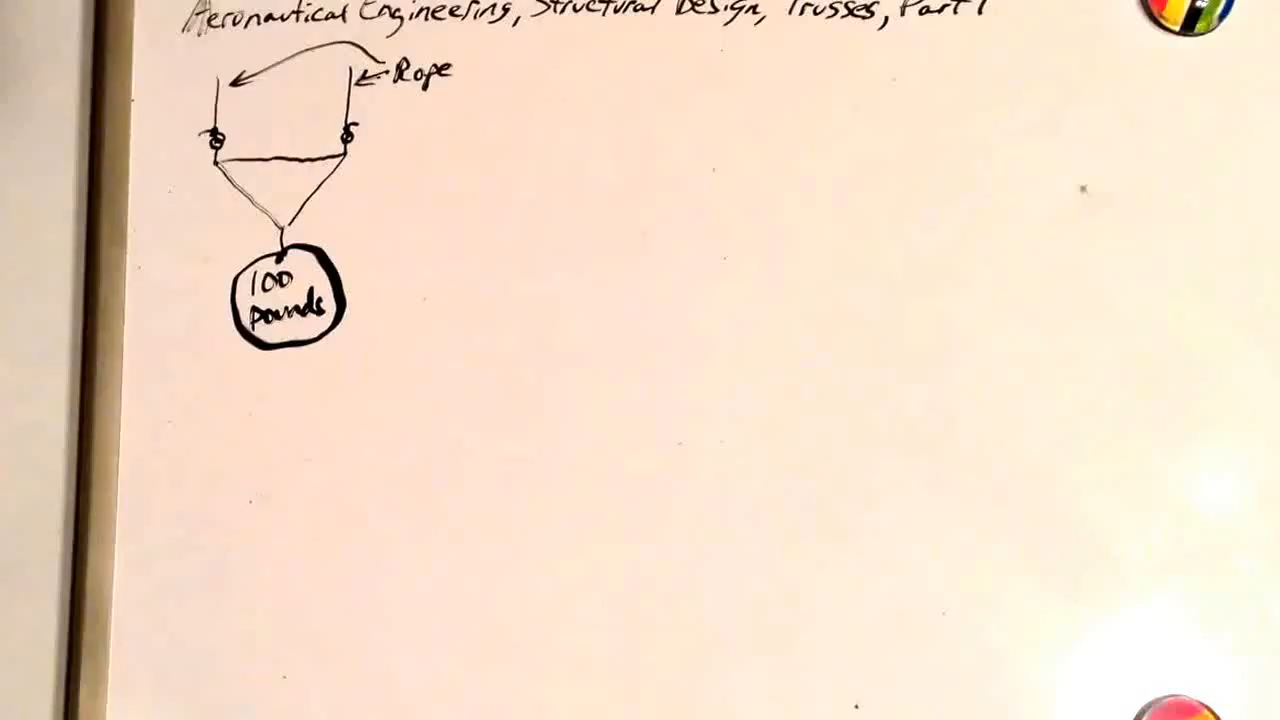 Aeronautical Engineering, Structural Design, Trusses, Part 1
Rope
100
pounds